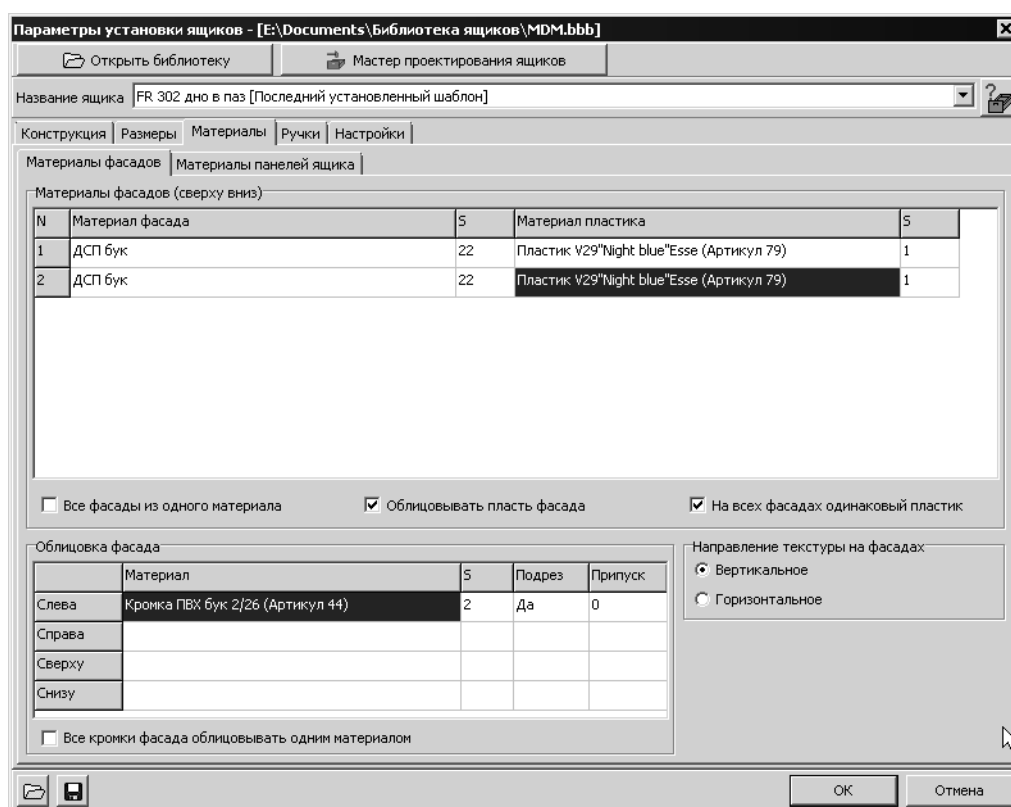 Параметры установки ящиков - [E:\Documents\Библиотека ящиков\MDM.bbb]
Открыть библиотеку Мастер проектирования ящиков
Название ящика FR 302 дно в паз [Последний установленный шаблон]
Конструкция Размеры Материалы Ручки Настройки
Материалы фасадов Материалы панелей ящика
Материалы фасадов (сверху вниз)
N Материал фасада S Материал пластика S
1 ДСП бук 22 Пластик V29"Night blue"Esse (Артикул 79) 1
2 ДСП бук 22 Пластик V29"Night blue"Esse (Артикул 79) 1
Все фасады из одного материала Облицовывать пласть фасада На всех фасадах одинаковый пластик
Облицовка фасада
Материал S Подрез Припуск
Слева Кромка ПВХ бук 2/26 (Артикул 44) 2 Да 0
Справа
Сверху
Снизу
Все кромки фасада облицовывать одним материалом
Направление текстуры на фасадах
Вертикальное
Горизонтальное
OK Отмена